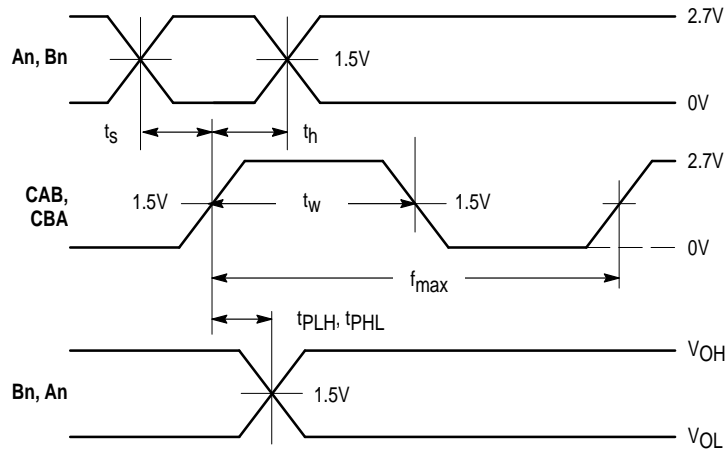 2.7V
An, Bn
1.5V
0V
ts
th
2.7V
CAB,
CBA
1.5V
tw
1.5V
0V
fmax
tPLH, tPHL
VOH
Bn, An
1.5V
VOL